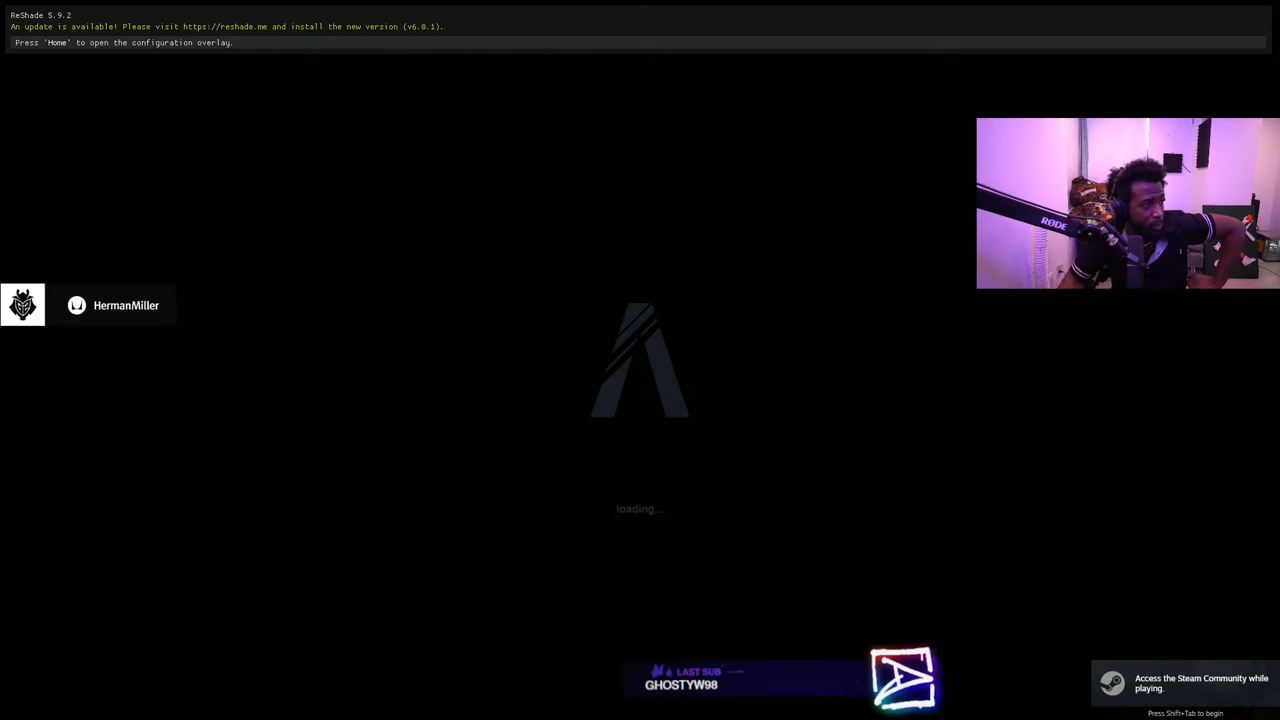 ReShade 5.9.2
An update is available! Please visit https://reshade.me and install the new version (v6.0.1).
Press 'Home' to open the configuration overlay.
RØDE
HermanMiller
loading...
LAST SUB
GHOSTYW98
Access the Steam Community while
playing.
Press Shift+Tab to begin